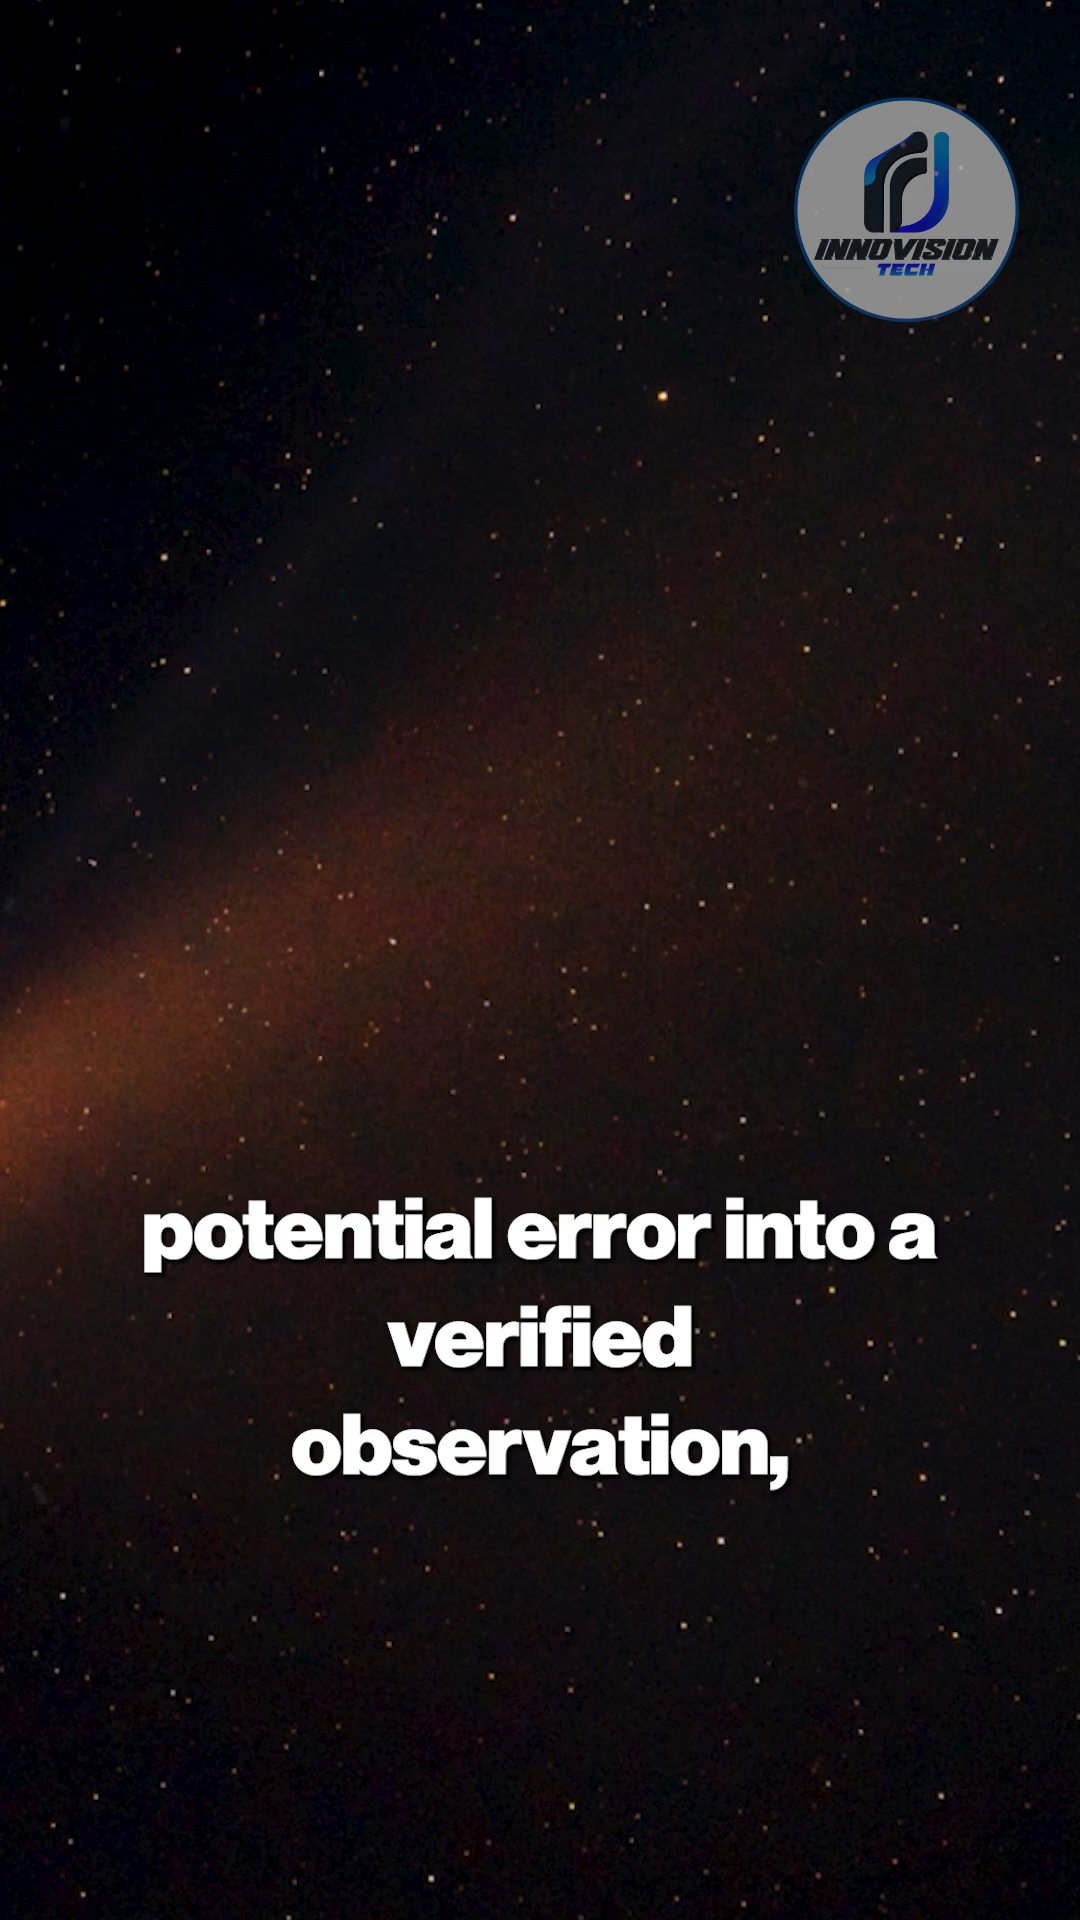 INNOVISION
TECH
potential error into a
verified
observation,